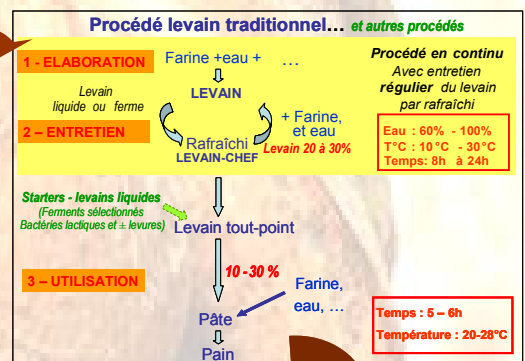 Procédé levain traditionnel... et autres procédés
1 - ELABORATION
Farine +eau + ...
LEVAIN
Procédé en continu
Avec entretien
régulier du levain
par rafraîchi
Levain
liquide ou ferme
2 – ENTRETIEN
Rafraîchi
LEVAIN-CHEF
+ Farine,
et eau
Levain 20 à 30%
Eau : 60% - 100%
T°C : 10 °C - 30°C
Temps: 8h à 24h
Starters - levains liquides
(Ferments sélectionnés
Bactéries lactiques et ± levures)
Levain tout-point
3 – UTILISATION
10 -30 %
Farine,
eau, ...
Pâte
Pain
Temps : 5 – 6h
Température : 20-28°C